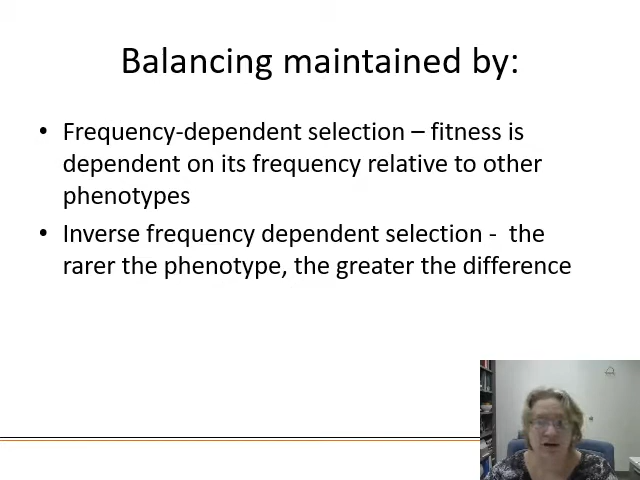 Balancing maintained by:
• Frequency-dependent selection – fitness is
dependent on its frequency relative to other
phenotypes
• Inverse frequency dependent selection -  the
rarer the phenotype, the greater the difference